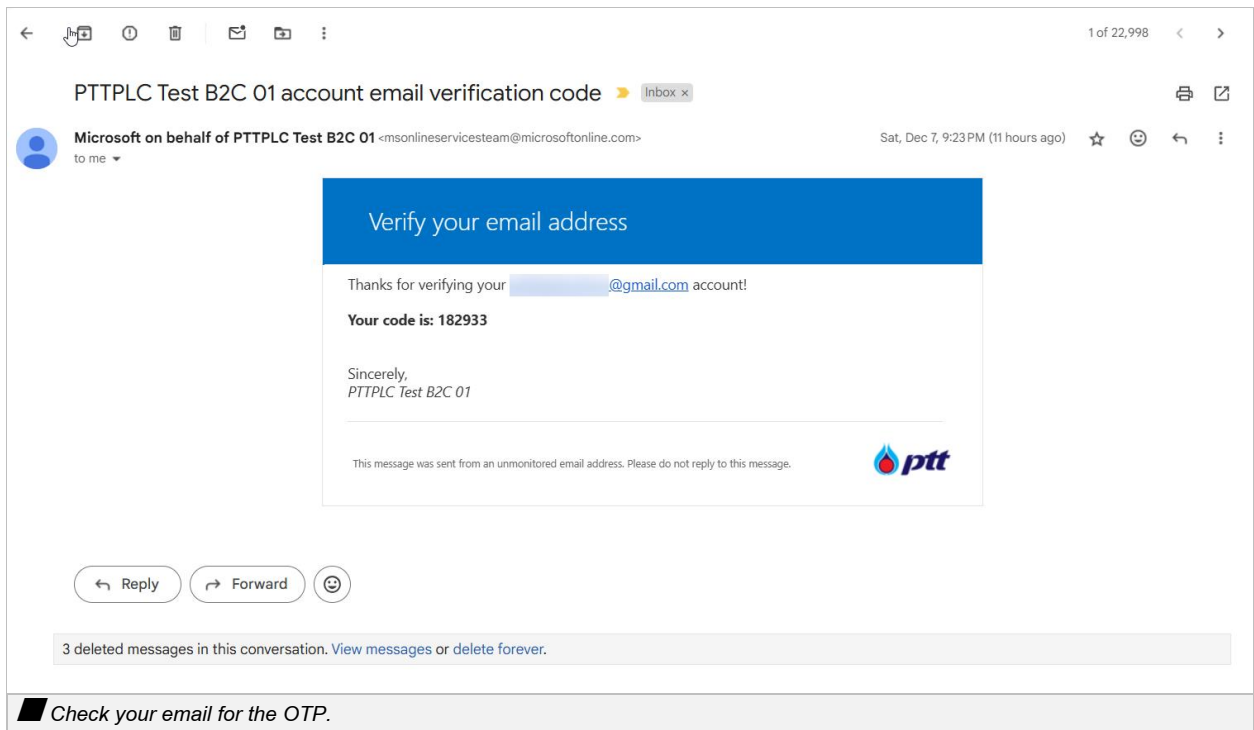 1 of 22,998
PTTPLC Test B2C 01 account email verification code Inbox ×
Microsoft on behalf of PTTPLC Test B2C 01 <msonlineservicesteam@microsoftonline.com> Sat, Dec 7, 9:23 PM (11 hours ago)
to me
Verify your email address
Thanks for verifying your @gmail.com account!
Your code is: 182933
Sincerely,
PTTPLC Test B2C 01
This message was sent from an unmonitored email address. Please do not reply to this message.
ptt
Reply Forward
3 deleted messages in this conversation. View messages or delete forever.
Check your email for the OTP.